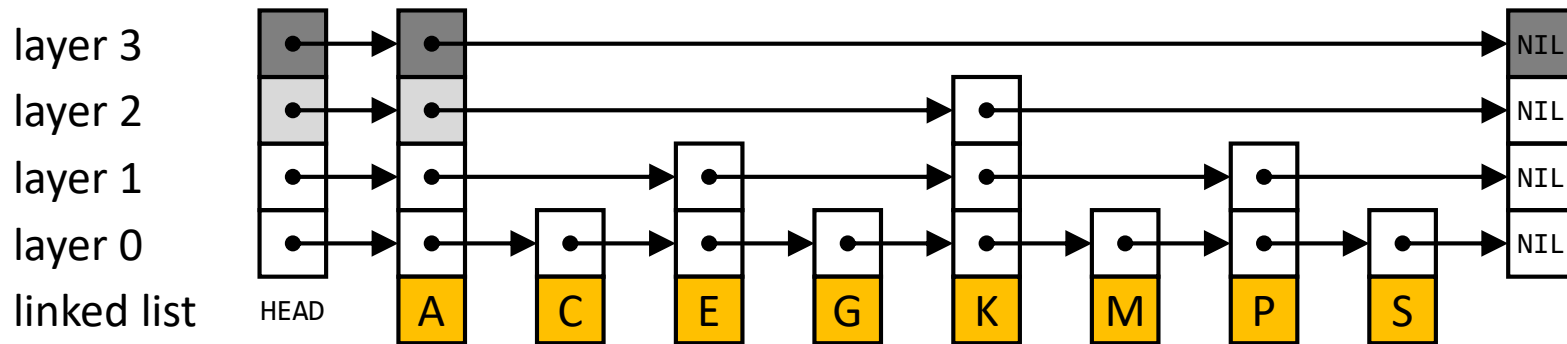 layer 3 NIL
layer 2 NIL
layer 1 NIL
layer 0 NIL
linked list HEAD A C E G K M P S